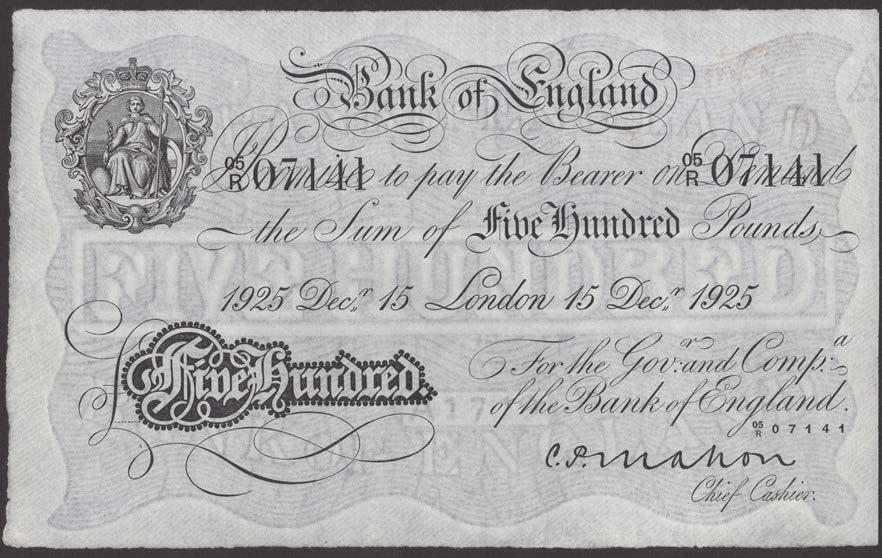 Bank of England
05/R 07141 05/R 07141
I Promise to pay the Bearer on Demand
the Sum of Five Hundred Pounds
1925 Decr. 15 London 15 Decr. 1925
£ Five Hundred.
For the Govr. and Compa.
of the Bank of England.
05/R 07141
C.P. Mahon
Chief Cashier.
FIVE HUNDRED